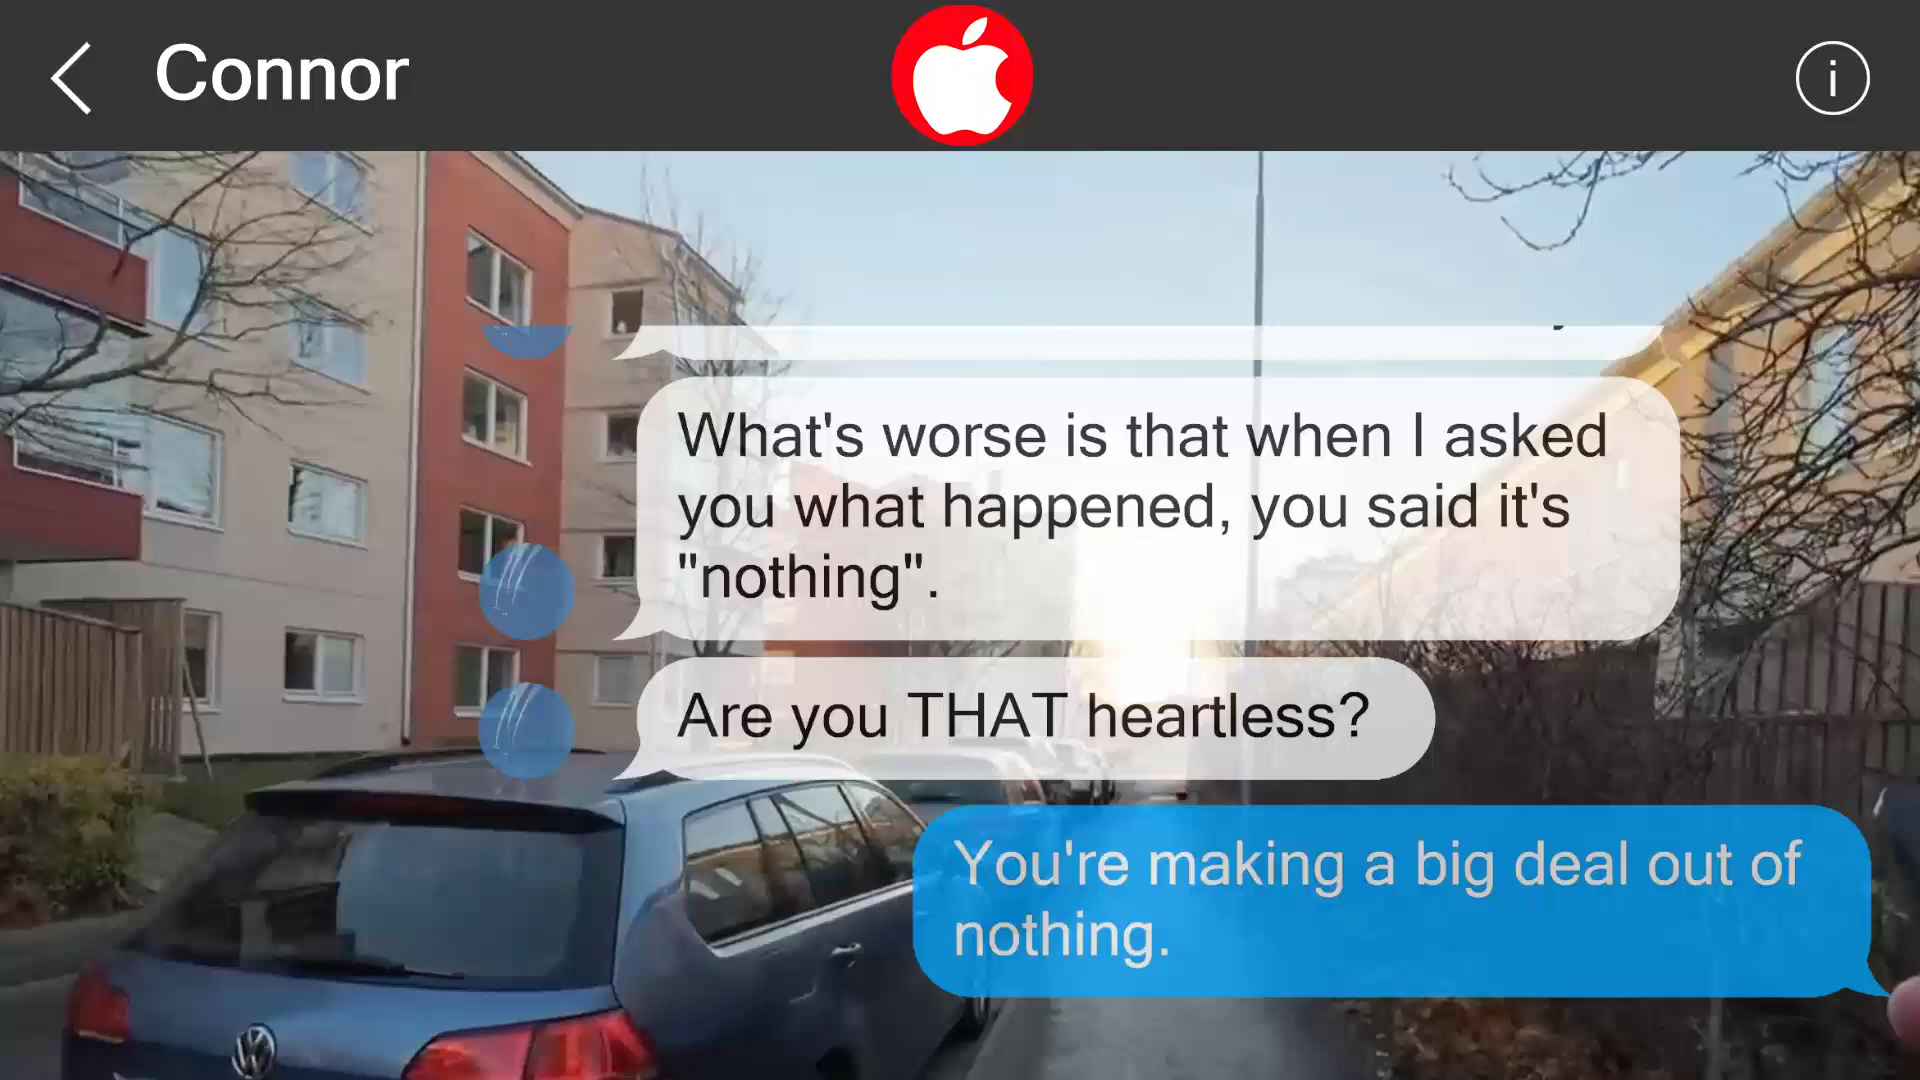 Connor
What's worse is that when I asked
you what happened, you said it's
"nothing".
Are you THAT heartless?
You're making a big deal out of
nothing.